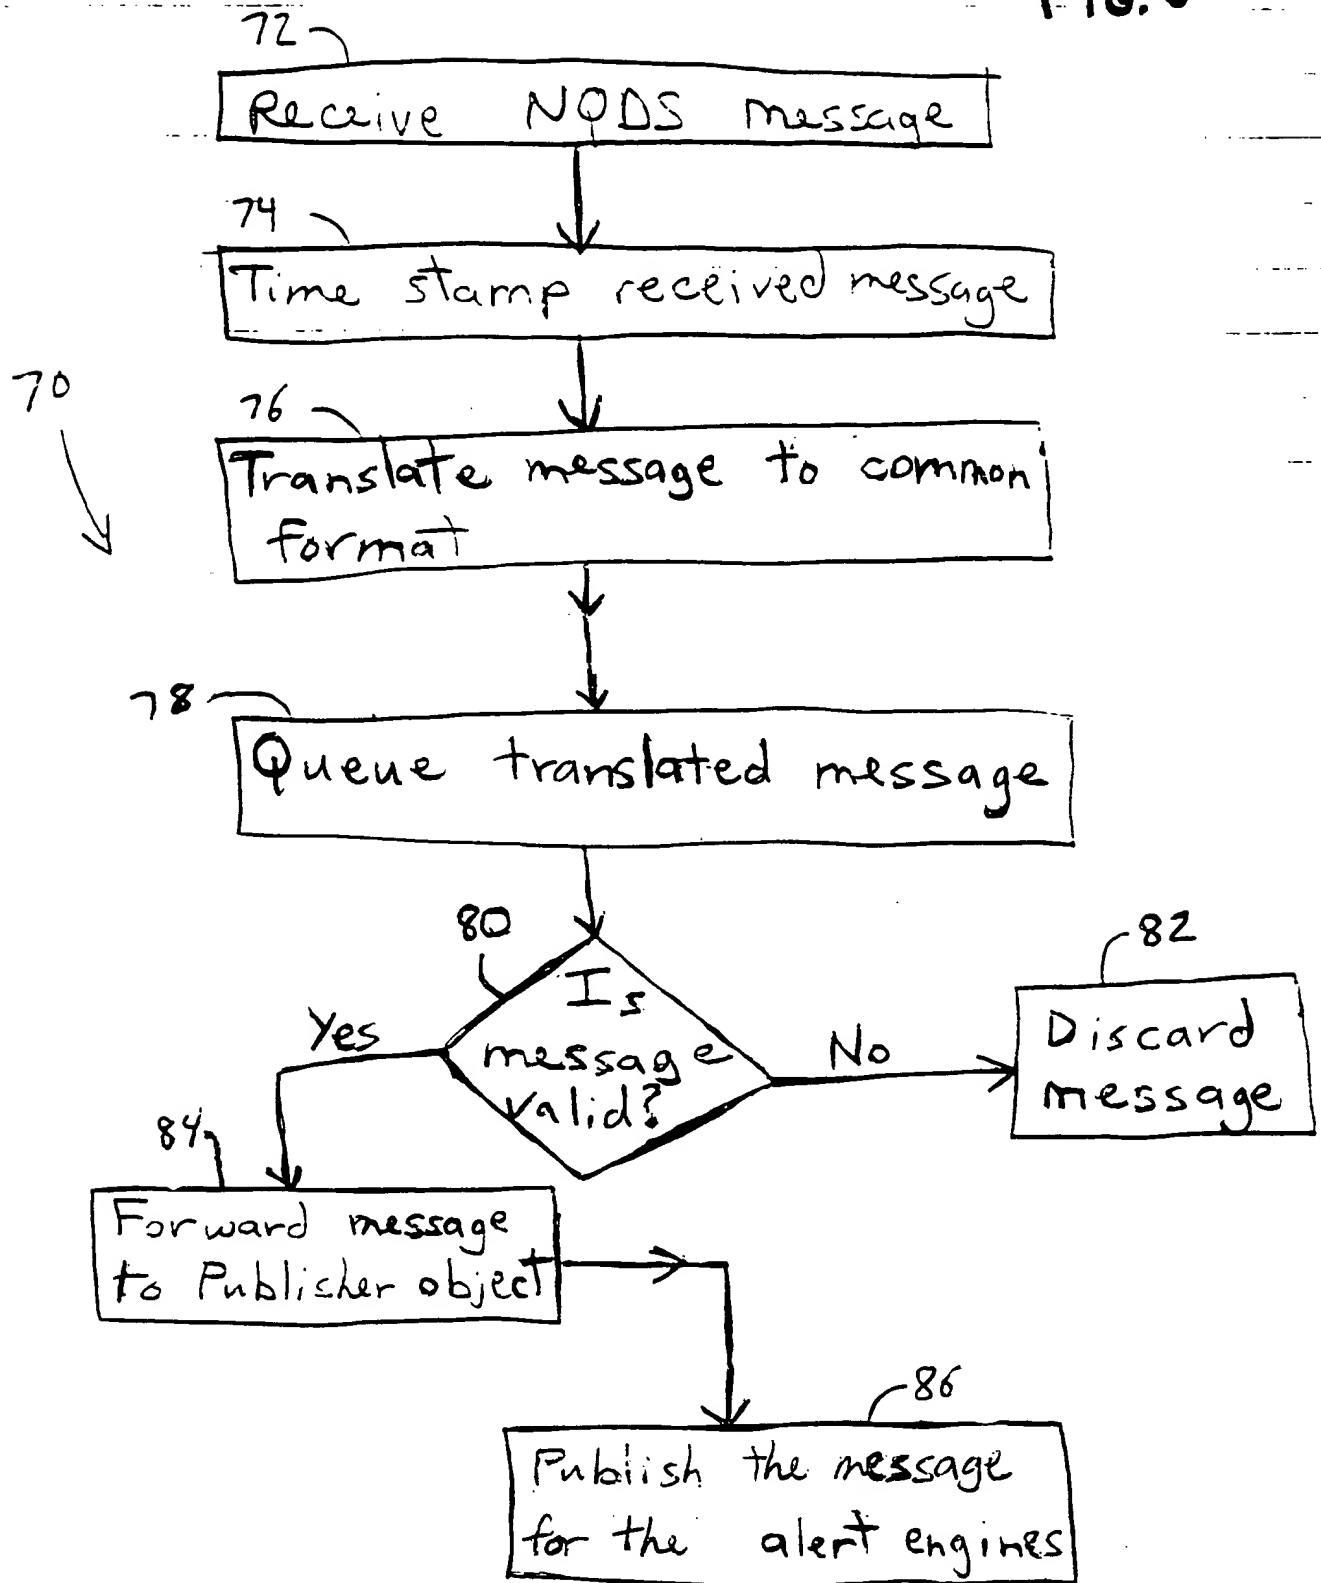 72
Receive NQDS message
74
Time stamp received message
70
76
Translate message to common
format
78
Queue translated message
80
Is
message
valid?
Yes
No
82
Discard
message
84
Forward message
to Publisher object
86
Publish the message
for the alert engines